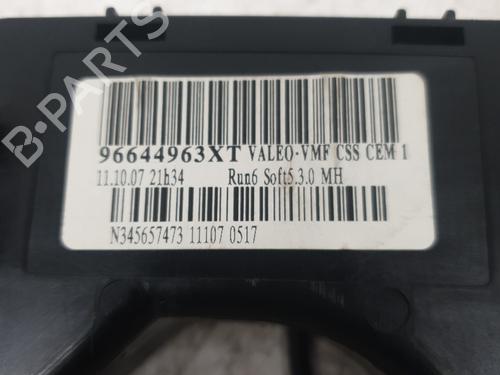 B-PARTS
96644963XT VALEO-VMF CSS CEM 1
11.10.07 21h34 Run6 Soft5.3.0 MH
N345657473 11107 0517